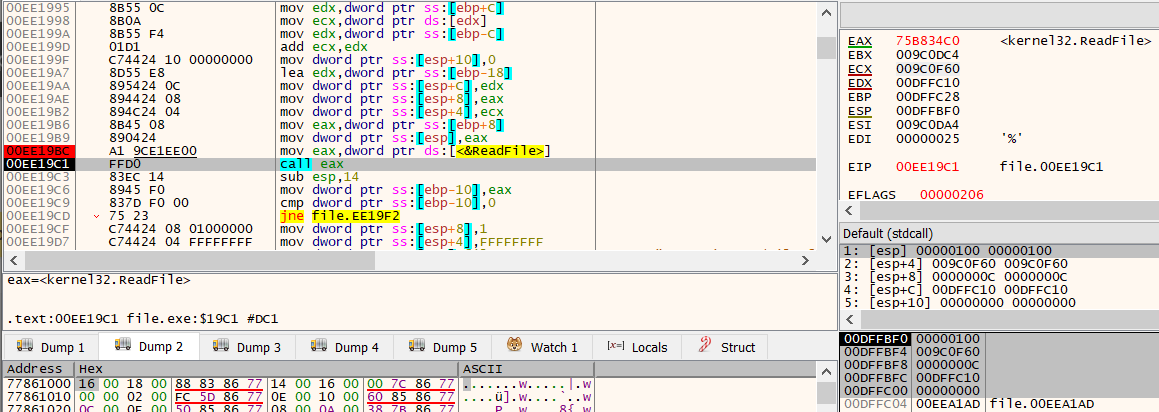 00EE1995 8B55 0C mov edx,dword ptr ss:[ebp+C]
00EE1998 8B0A mov ecx,dword ptr ds:[edx]
00EE199A 8B55 F4 mov edx,dword ptr ss:[ebp-C]
00EE199D 01D1 add ecx,edx
00EE199F C74424 10 00000000 mov dword ptr ss:[esp+10],0
00EE19A7 8D55 E8 lea edx,dword ptr ss:[ebp-18]
00EE19AA 895424 0C mov dword ptr ss:[esp+C],edx
00EE19AE 894424 08 mov dword ptr ss:[esp+8],eax
00EE19B2 894C24 04 mov dword ptr ss:[esp+4],ecx
00EE19B6 8B45 08 mov eax,dword ptr ss:[ebp+8]
00EE19B9 890424 mov dword ptr ss:[esp],eax
00EE19BC A1 9CE1EE00 mov eax,dword ptr ds:[<&ReadFile>]
00EE19C1 FFD0 call eax
00EE19C3 83EC 14 sub esp,14
00EE19C6 8945 F0 mov dword ptr ss:[ebp-10],eax
00EE19C9 837D F0 00 cmp dword ptr ss:[ebp-10],0
00EE19CD 75 23 jne file.EE19F2
00EE19CF C74424 08 01000000 mov dword ptr ss:[esp+8],1
00EE19D7 C74424 04 FFFFFFFF mov dword ptr ss:[esp+4],FFFFFFFF
eax=<kernel32.ReadFile>
.text:00EE19C1 file.exe:$19C1 #DC1
EAX 75B834C0 <kernel32.ReadFile>
EBX 009C0DC4
ECX 009C0F60
EDX 00DFFC10
EBP 00DFFC28
ESP 00DFFBF0
ESI 009C0DA4
EDI 00000025 '%'
EIP 00EE19C1 file.00EE19C1
EFLAGS 00000206
Default (stdcall)
1: [esp] 00000100 00000100
2: [esp+4] 009C0F60 009C0F60
3: [esp+8] 0000000C 0000000C
4: [esp+C] 00DFFC10 00DFFC10
5: [esp+10] 00000000 00000000
Dump 1 Dump 2 Dump 3 Dump 4 Dump 5 Watch 1 [x=] Locals Struct
Address Hex ASCII
77861000 16 00 18 00 88 83 86 77 14 00 16 00 00 7C 86 77 .......w.....|.w
77861010 00 00 02 00 FC 5D 86 77 0E 00 10 00 60 85 86 77 ....ü].w....`..w
77861020 0C 00 0E 00 50 85 86 77 08 00 0A 00 38 7B 86 77
00DFFBF0 00000100
00DFFBF4 009C0F60
00DFFBF8 0000000C
00DFFBFC 00DFFC10
00DFFC00 00000000
00DFFC04 00EEA1AD file.00EEA1AD